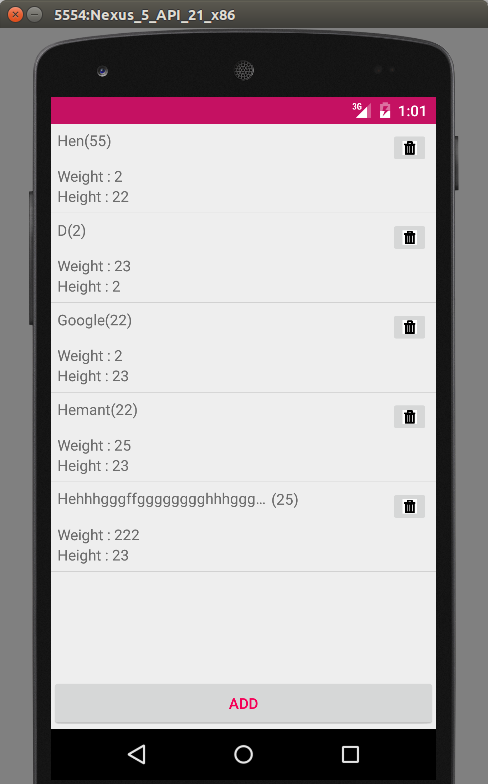 5554:Nexus_5_API_21_x86
3G 1:01
Hen(55)
Weight : 2
Height : 22
D(2)
Weight : 23
Height : 2
Google(22)
Weight : 2
Height : 23
Hemant(22)
Weight : 25
Height : 23
Hehhhgggffgggggggghhhggg... (25)
Weight : 222
Height : 23
ADD